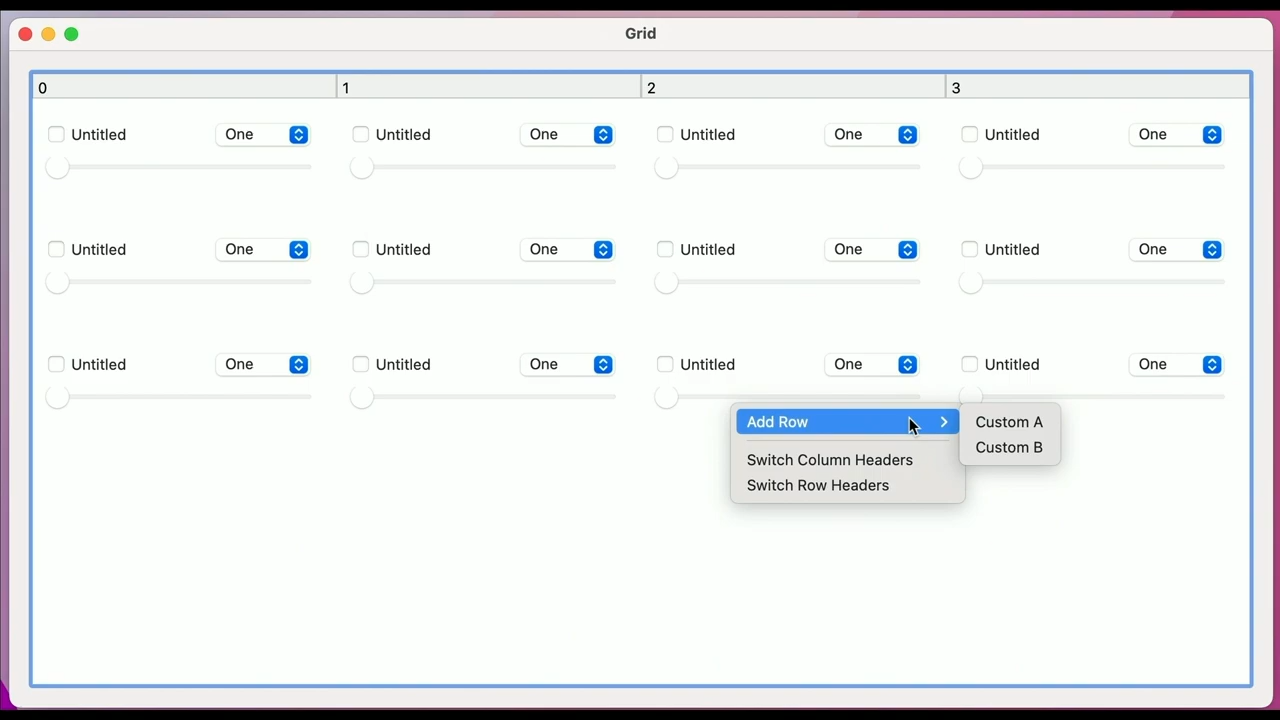 Grid
0 1 2 3
Untitled One Untitled One Untitled One Untitled One
Untitled One Untitled One Untitled One Untitled One
Untitled One Untitled One Untitled One Untitled One
Add Row Custom A
Custom B
Switch Column Headers
Switch Row Headers